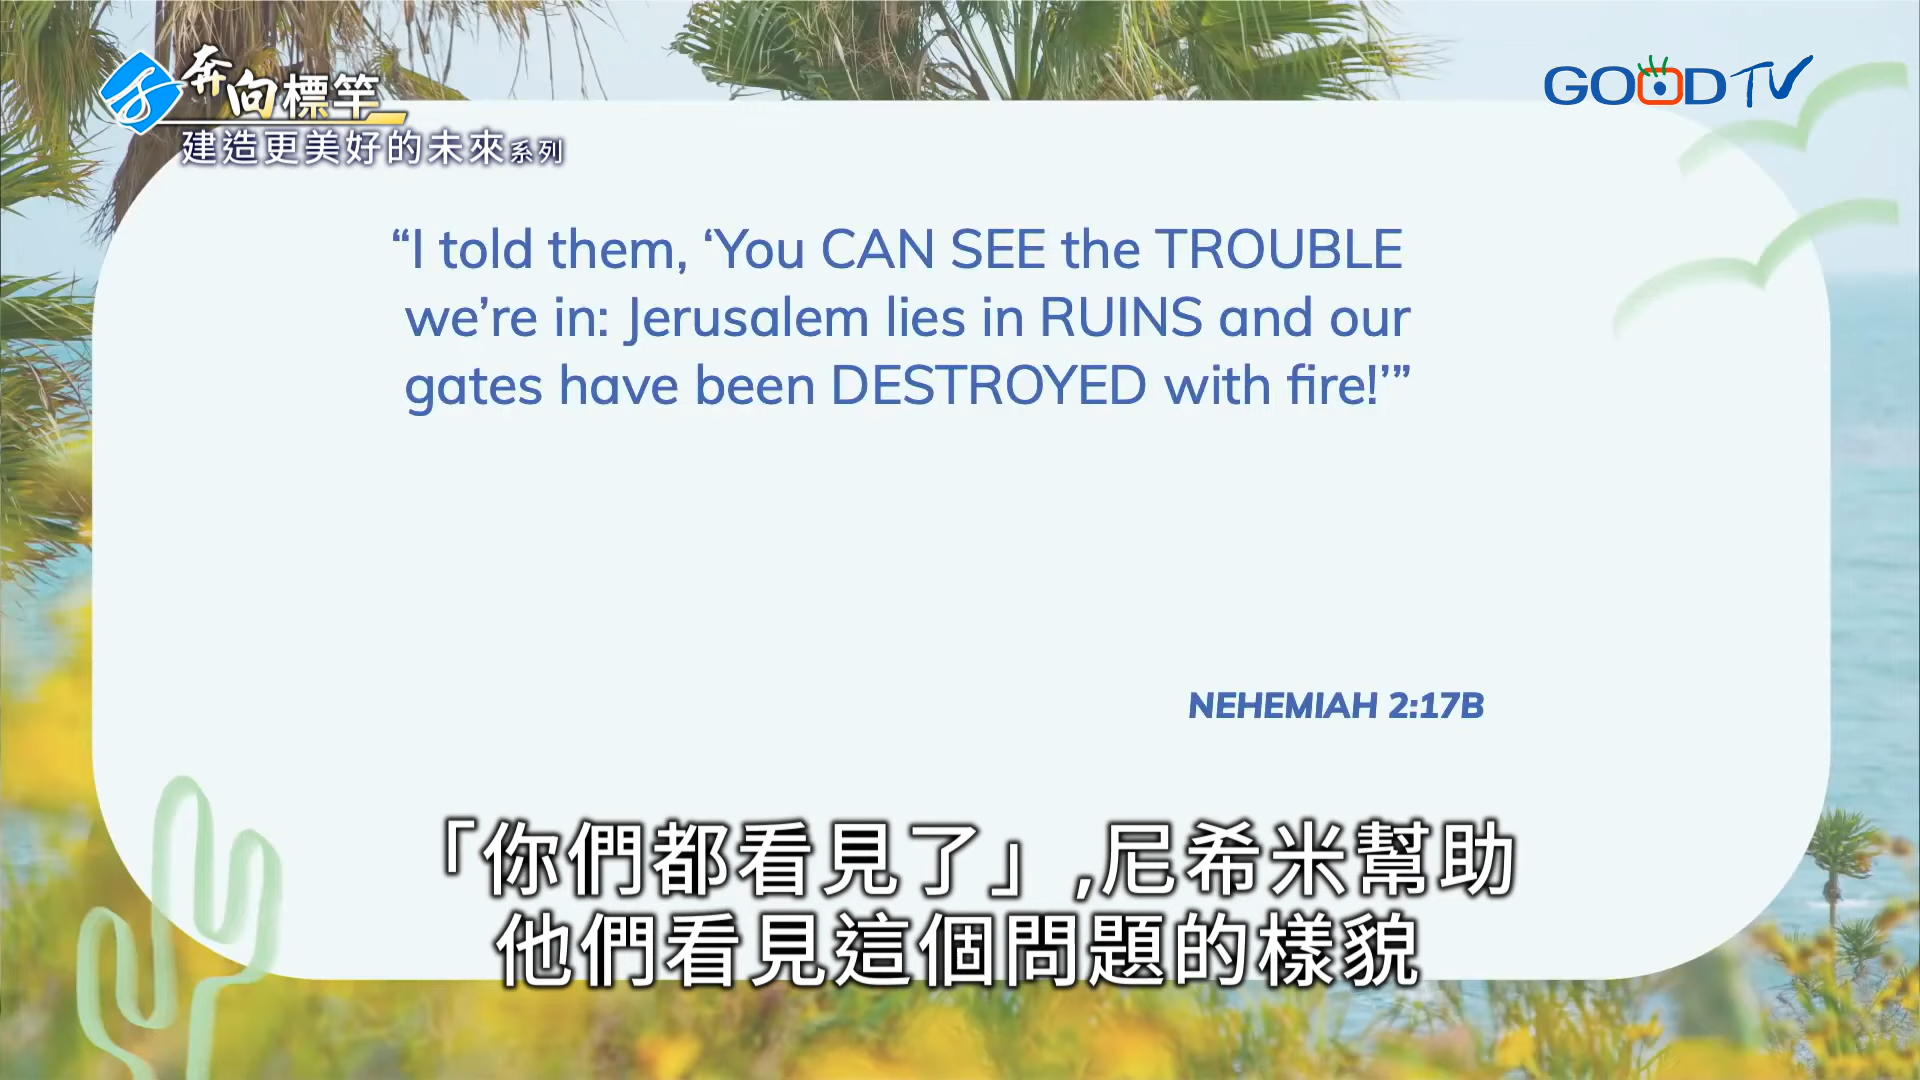 奔向標竿
建造更美好的未來系列
GOOD TV
“I told them, ‘You CAN SEE the TROUBLE
we’re in: Jerusalem lies in RUINS and our
gates have been DESTROYED with fire!’”
NEHEMIAH 2:17B
「你們都看見了」,尼希米幫助
他們看見這個問題的樣貌